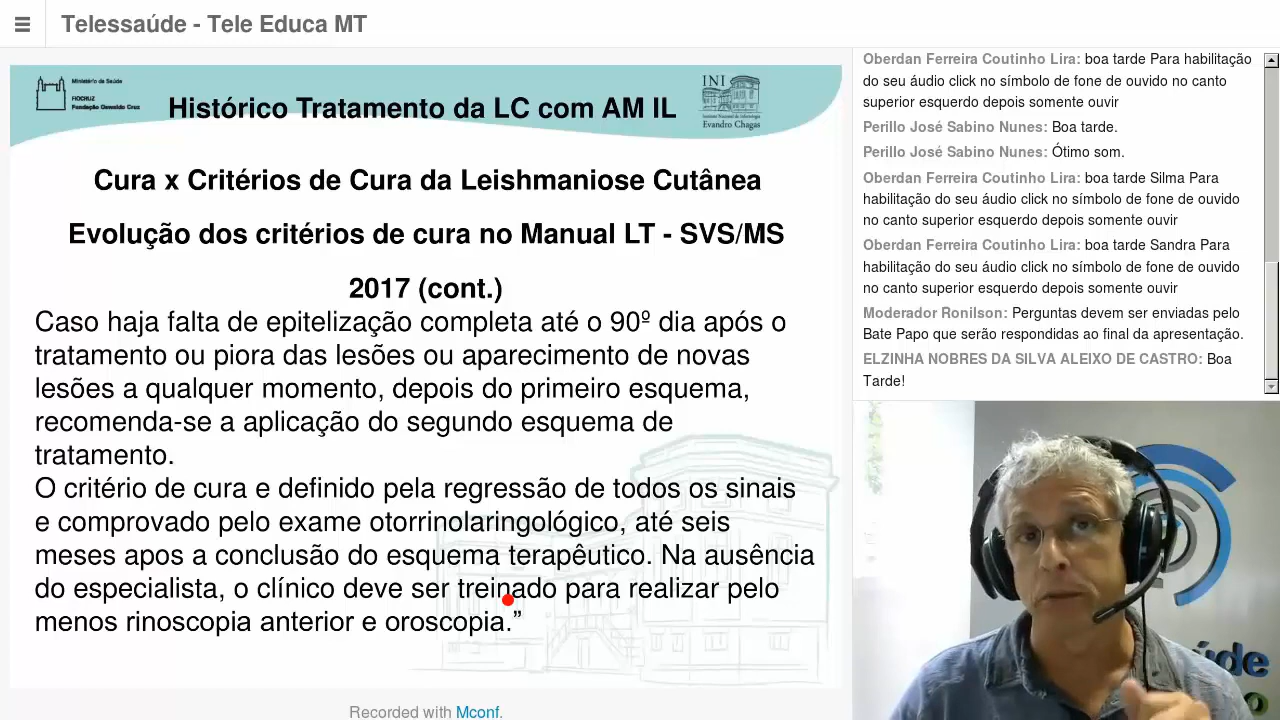 Telessaúde - Tele Educa MT
Ministério da Saúde
FIOCRUZ
Fundação Oswaldo Cruz
INI
Evandro Chagas
Histórico Tratamento da LC com AM IL
Cura x Critérios de Cura da Leishmaniose Cutânea
Evolução dos critérios de cura no Manual LT - SVS/MS
2017 (cont.)
Caso haja falta de epitelização completa até o 90º dia após o
tratamento ou piora das lesões ou aparecimento de novas
lesões a qualquer momento, depois do primeiro esquema,
recomenda-se a aplicação do segundo esquema de
tratamento.
O critério de cura e definido pela regressão de todos os sinais
e comprovado pelo exame otorrinolaringológico, até seis
meses apos a conclusão do esquema terapêutico. Na ausência
do especialista, o clínico deve ser treinado para realizar pelo
menos rinoscopia anterior e oroscopia.”
Recorded with Mconf.
Oberdan Ferreira Coutinho Lira: boa tarde Para habilitação
do seu áudio click no símbolo de fone de ouvido no canto
superior esquerdo depois somente ouvir
Perillo José Sabino Nunes: Boa tarde.
Perillo José Sabino Nunes: Ótimo som.
Oberdan Ferreira Coutinho Lira: boa tarde Silma Para
habilitação do seu áudio click no símbolo de fone de ouvido
no canto superior esquerdo depois somente ouvir
Oberdan Ferreira Coutinho Lira: boa tarde Sandra Para
habilitação do seu áudio click no símbolo de fone de ouvido
no canto superior esquerdo depois somente ouvir
Moderador Ronilson: Perguntas devem ser enviadas pelo
Bate Papo que serão respondidas ao final da apresentação.
ELZINHA NOBRES DA SILVA ALEIXO DE CASTRO: Boa
Tarde!